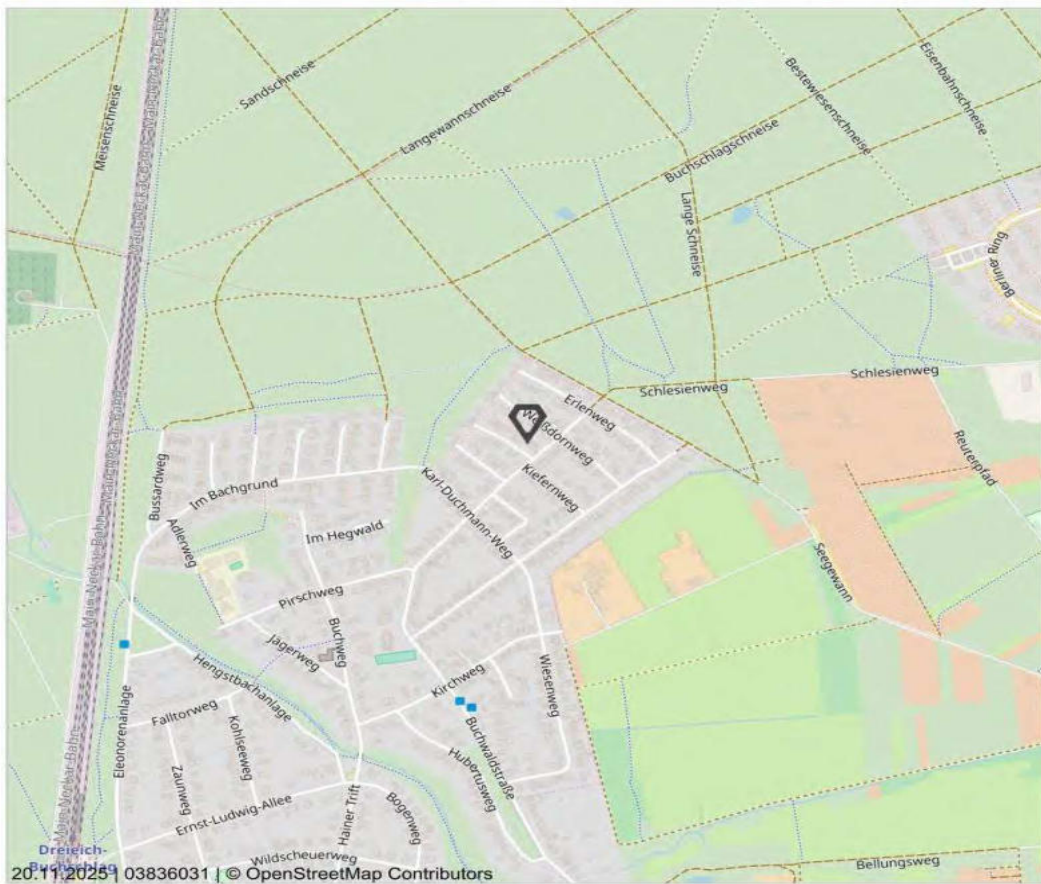 Sandschneise
Meisenschneise
Langewannschneise
Bestewiesenschneise
Eisenbahnschneise
Buchschlagschneise
Lange Schneise
Berliner Ring
Schlesienweg
Schlesienweg
Erlenweg
Weißdornweg
Kiefernweg
Reuterpfad
Karl-Duchmann-Weg
Bussardweg
Im Bachgrund
Adlerweg
Im Hegwald
Seegewann
Pirschweg
Buchweg
Jägerweg
Hengstbachanlage
Kirchweg
Wiesenweg
Eleonorenanlage
Falltorweg
Kohlseeweg
Zaunweg
Buchwaldstraße
Hubertusweg
Ernst-Ludwig-Allee
Hainer Trift
Bogenweg
Wildscheuerweg
Bellungsweg
Main-Neckar-Bahn
Dreieich-
Buchschlag
20.11.2025 | 03836031 | © OpenStreetMap Contributors